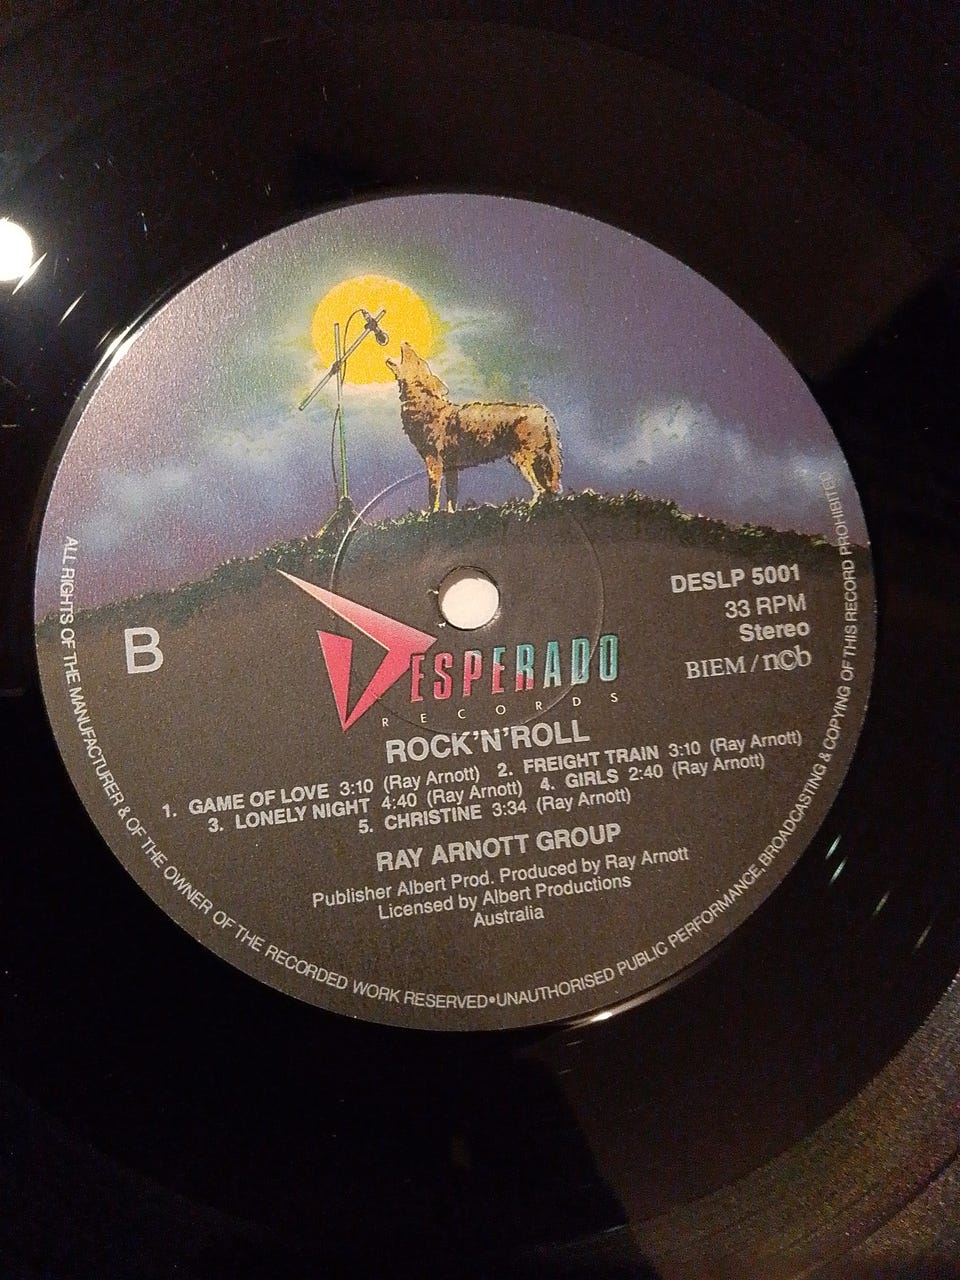 DESLP 5001
33 RPM
Stereo
BIEM/n©b
B
DESPERADO
RECORDS
ROCK'N'ROLL
1. GAME OF LOVE 3:10 (Ray Arnott) 2. FREIGHT TRAIN 3:10 (Ray Arnott)
3. LONELY NIGHT 4:40 (Ray Arnott) 4. GIRLS 2:40 (Ray Arnott)
5. CHRISTINE 3:34 (Ray Arnott)
RAY ARNOTT GROUP
Publisher Albert Prod. Produced by Ray Arnott
Licensed by Albert Productions
Australia
ALL RIGHTS OF THE MANUFACTURER & OF THE OWNER OF THE RECORDED WORK RESERVED•UNAUTHORISED PUBLIC PERFORMANCE, BROADCASTING & COPYING OF THIS RECORD PROHIBITED